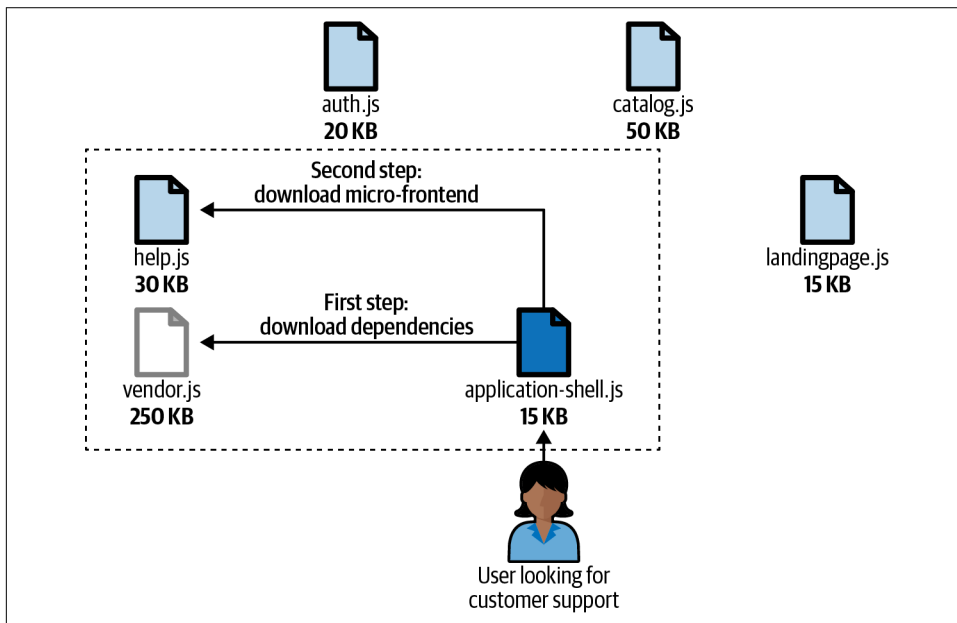 auth.js
20 KB
catalog.js
50 KB
Second step:
download micro-frontend
help.js
30 KB
landingpage.js
15 KB
First step:
download dependencies
vendor.js
250 KB
application-shell.js
15 KB
User looking for
customer support